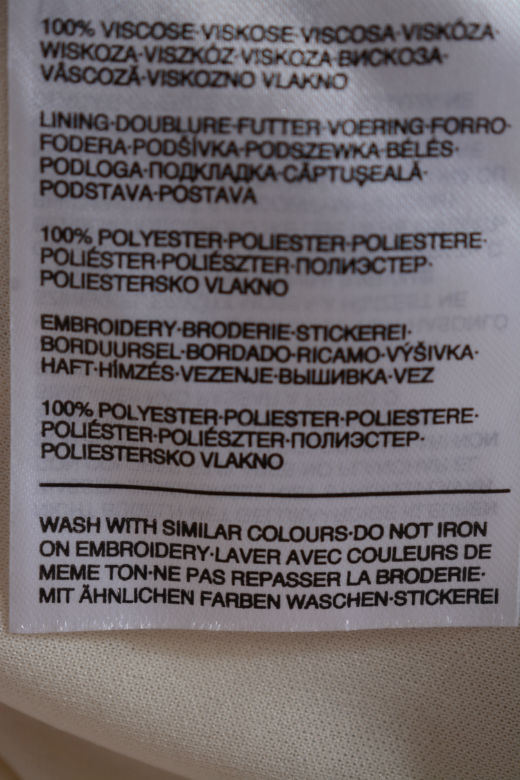 100% VISCOSE·VISKOSE·VISCOSA·VISKÓZA·
WISKOZA·VISZKÓZ·VISKOZA·ВИСКОЗА·
VÂSCOZĂ·VISKOZNO VLAKNO
LINING·DOUBLURE·FUTTER·VOERING·FORRO·
FODERA·PODŠÍVKA·PODSZEWKA·BÉLÉS·
PODLOGA·ПОДКЛАДКА·CĂPTUŞEALĂ·
PODSTAVA·POSTAVA
100% POLYESTER·POLIESTER·POLIESTERE·
POLIÉSTER·POLIÉSZTER·ПОЛИЭСТЕР·
POLIESTERSKO VLAKNO
EMBROIDERY·BRODERIE·STICKEREI·
BORDUURSEL·BORDADO·RICAMO·VÝŠIVKA·
HAFT·HÍMZÉS·VEZENJE·ВЫШИВКА·VEZ
100% POLYESTER·POLIESTER·POLIESTERE·
POLIÉSTER·POLIÉSZTER·ПОЛИЭСТЕР·
POLIESTERSKO VLAKNO
WASH WITH SIMILAR COLOURS·DO NOT IRON
ON EMBROIDERY·LAVER AVEC COULEURS DE
MEME TON·NE PAS REPASSER LA BRODERIE·
MIT ÄHNLICHEN FARBEN WASCHEN·STICKEREI